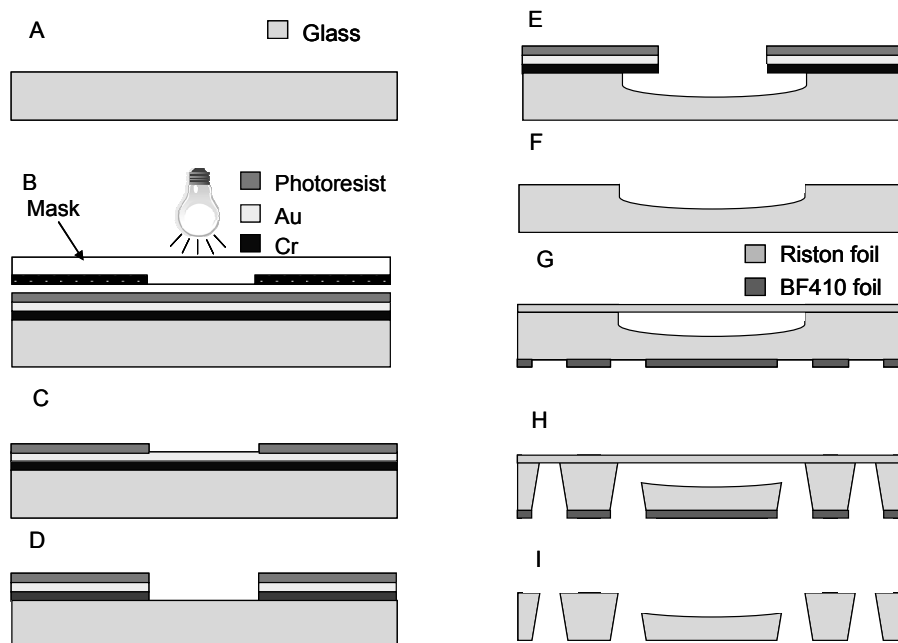 A
Glass
B
Mask
Photoresist
Au
Cr
C
D
E
F
G
Riston foil
BF410 foil
H
I